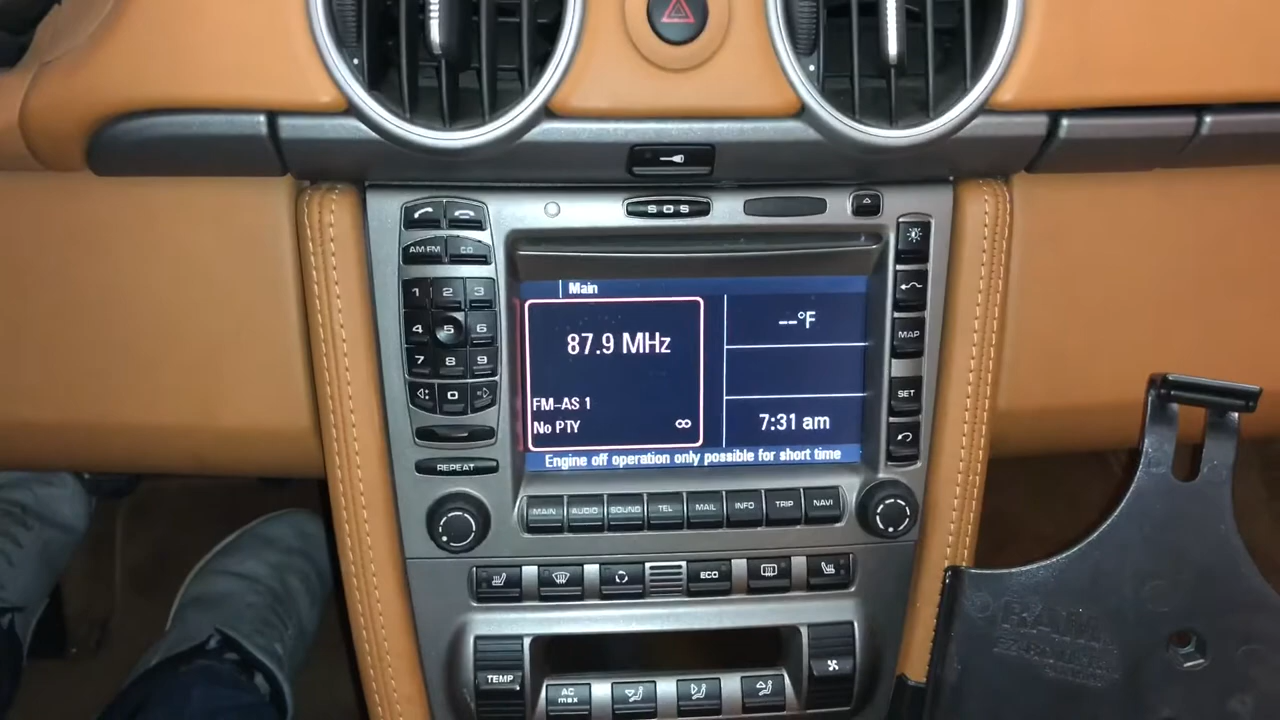 SOS
AM·FM
CD
1 2 3
4 5 6
7 8 9
0
REPEAT
Main
87.9 MHz
FM-AS 1
No PTY
--°F
7:31 am
Engine off operation only possible for short time
MAP
SET
MAIN AUDIO SOUND TEL MAIL INFO TRIP NAVI
ECO
TEMP
AC
max
RAM